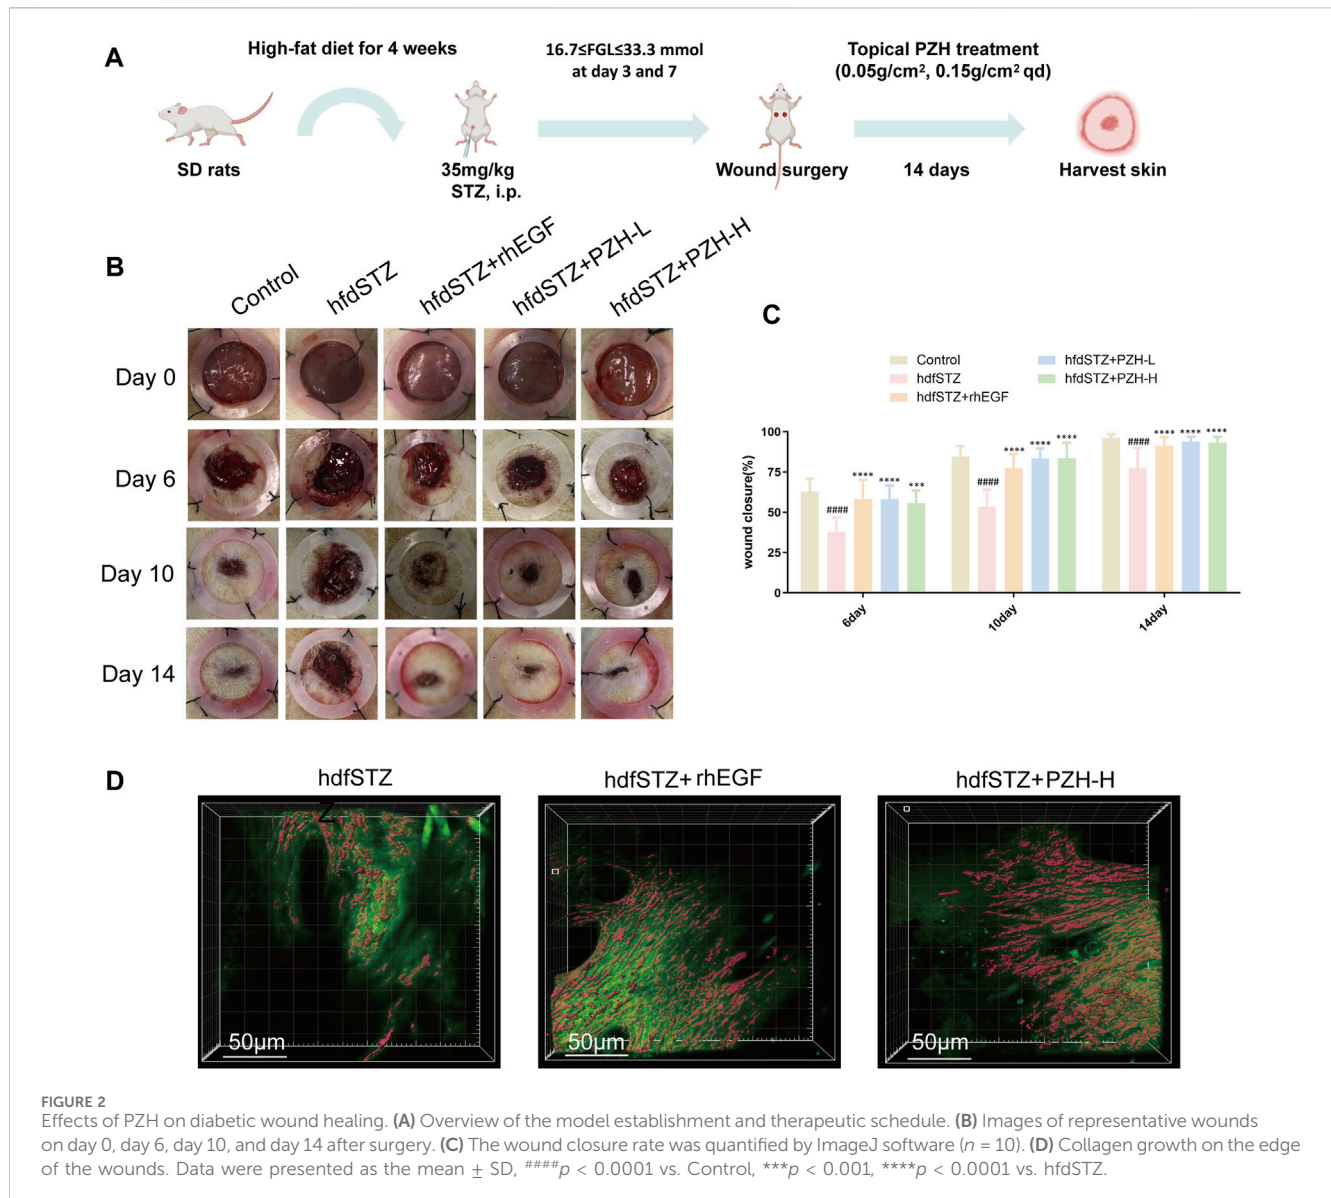 A
High-fat diet for 4 weeks
16.7≤FGL≤33.3 mmol
at day 3 and 7
Topical PZH treatment
(0.05g/cm², 0.15g/cm² qd)
SD rats
35mg/kg
STZ, i.p.
Wound surgery
14 days
Harvest skin
B
Control
hfdSTZ
hfdSTZ+rhEGF
hfdSTZ+PZH-L
hfdSTZ+PZH-H
Day 0
Day 6
Day 10
Day 14
C
Control
hdfSTZ
hdfSTZ+rhEGF
hfdSTZ+PZH-L
hfdSTZ+PZH-H
wound closure(%)
100
75
50
25
0
####
****
****
***
####
****
****
****
####
****
****
****
6day
10day
14day
D
hdfSTZ
Z
50μm
hdfSTZ+ rhEGF
50μm
hdfSTZ+PZH-H
50μm
FIGURE 2
Effects of PZH on diabetic wound healing. (A) Overview of the model establishment and therapeutic schedule. (B) Images of representative wounds
on day 0, day 6, day 10, and day 14 after surgery. (C) The wound closure rate was quantified by ImageJ software (n = 10). (D) Collagen growth on the edge
of the wounds. Data were presented as the mean ± SD, ####p < 0.0001 vs. Control, ***p < 0.001, ****p < 0.0001 vs. hfdSTZ.